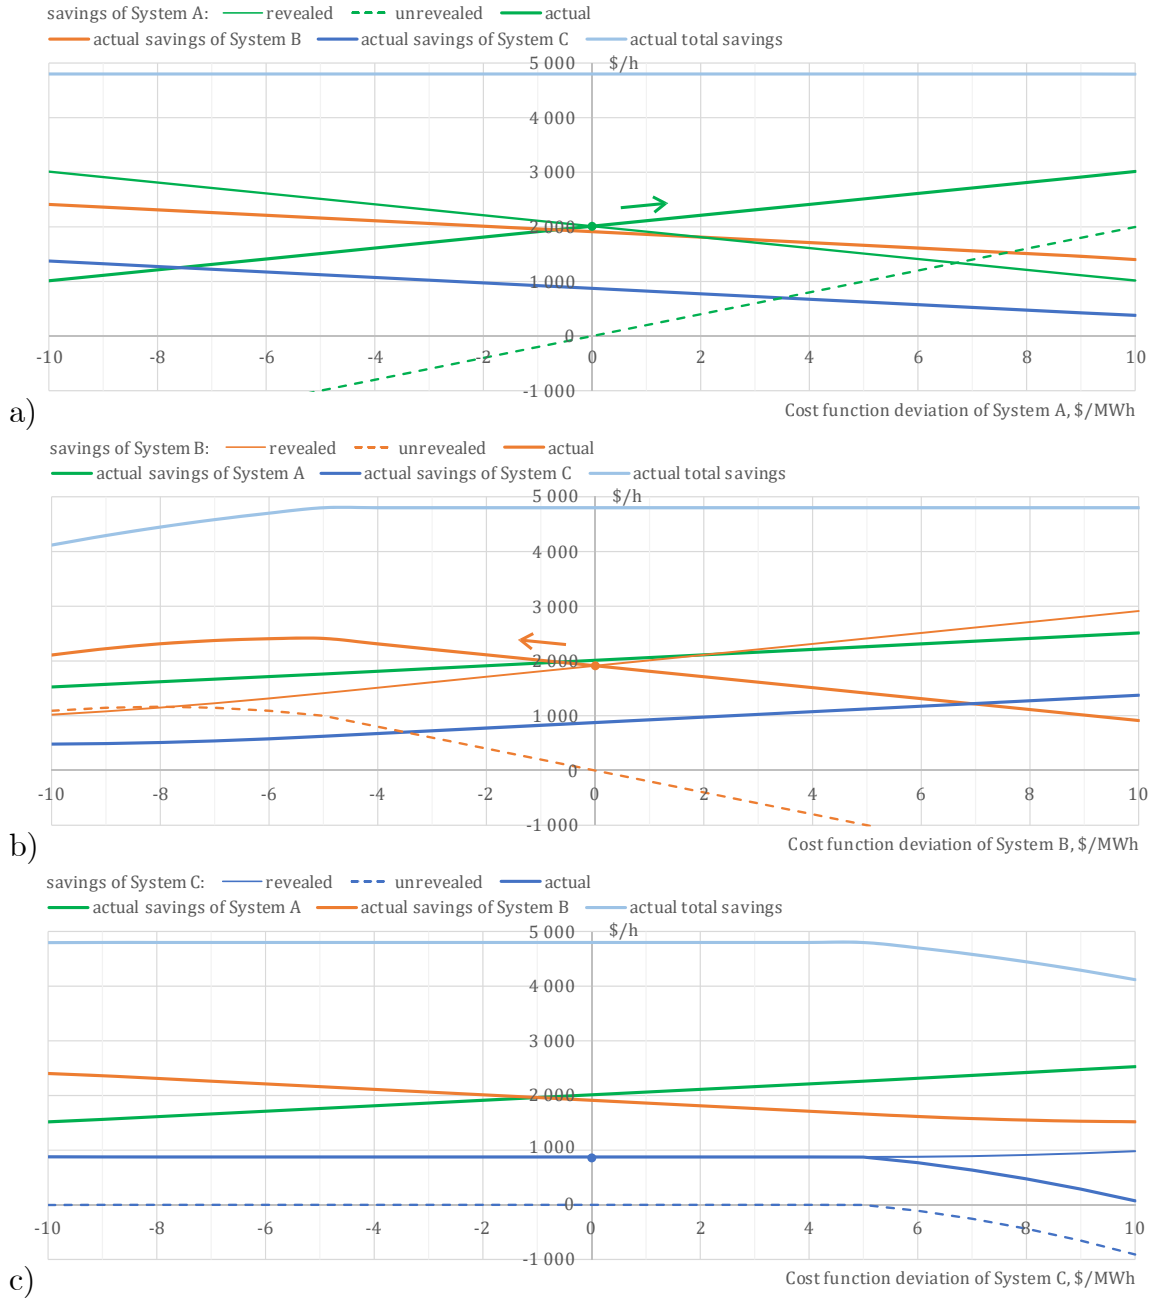 savings of System A: revealed unrevealed actual
actual savings of System B actual savings of System C actual total savings
5 000 $/h
4 000
3 000
2 000
1 000
0
-10 -8 -6 -4 -2 0 2 4 6 8 10
-1 000
a) Cost function deviation of System A, $/MWh
savings of System B: revealed unrevealed actual
actual savings of System A actual savings of System C actual total savings
5 000 $/h
4 000
3 000
2 000
1 000
0
-10 -8 -6 -4 -2 0 2 4 6 8 10
-1 000
b) Cost function deviation of System B, $/MWh
savings of System C: revealed unrevealed actual
actual savings of System A actual savings of System B actual total savings
5 000 $/h
4 000
3 000
2 000
1 000
0
-10 -8 -6 -4 -2 0 2 4 6 8 10
-1 000
c) Cost function deviation of System C, $/MWh